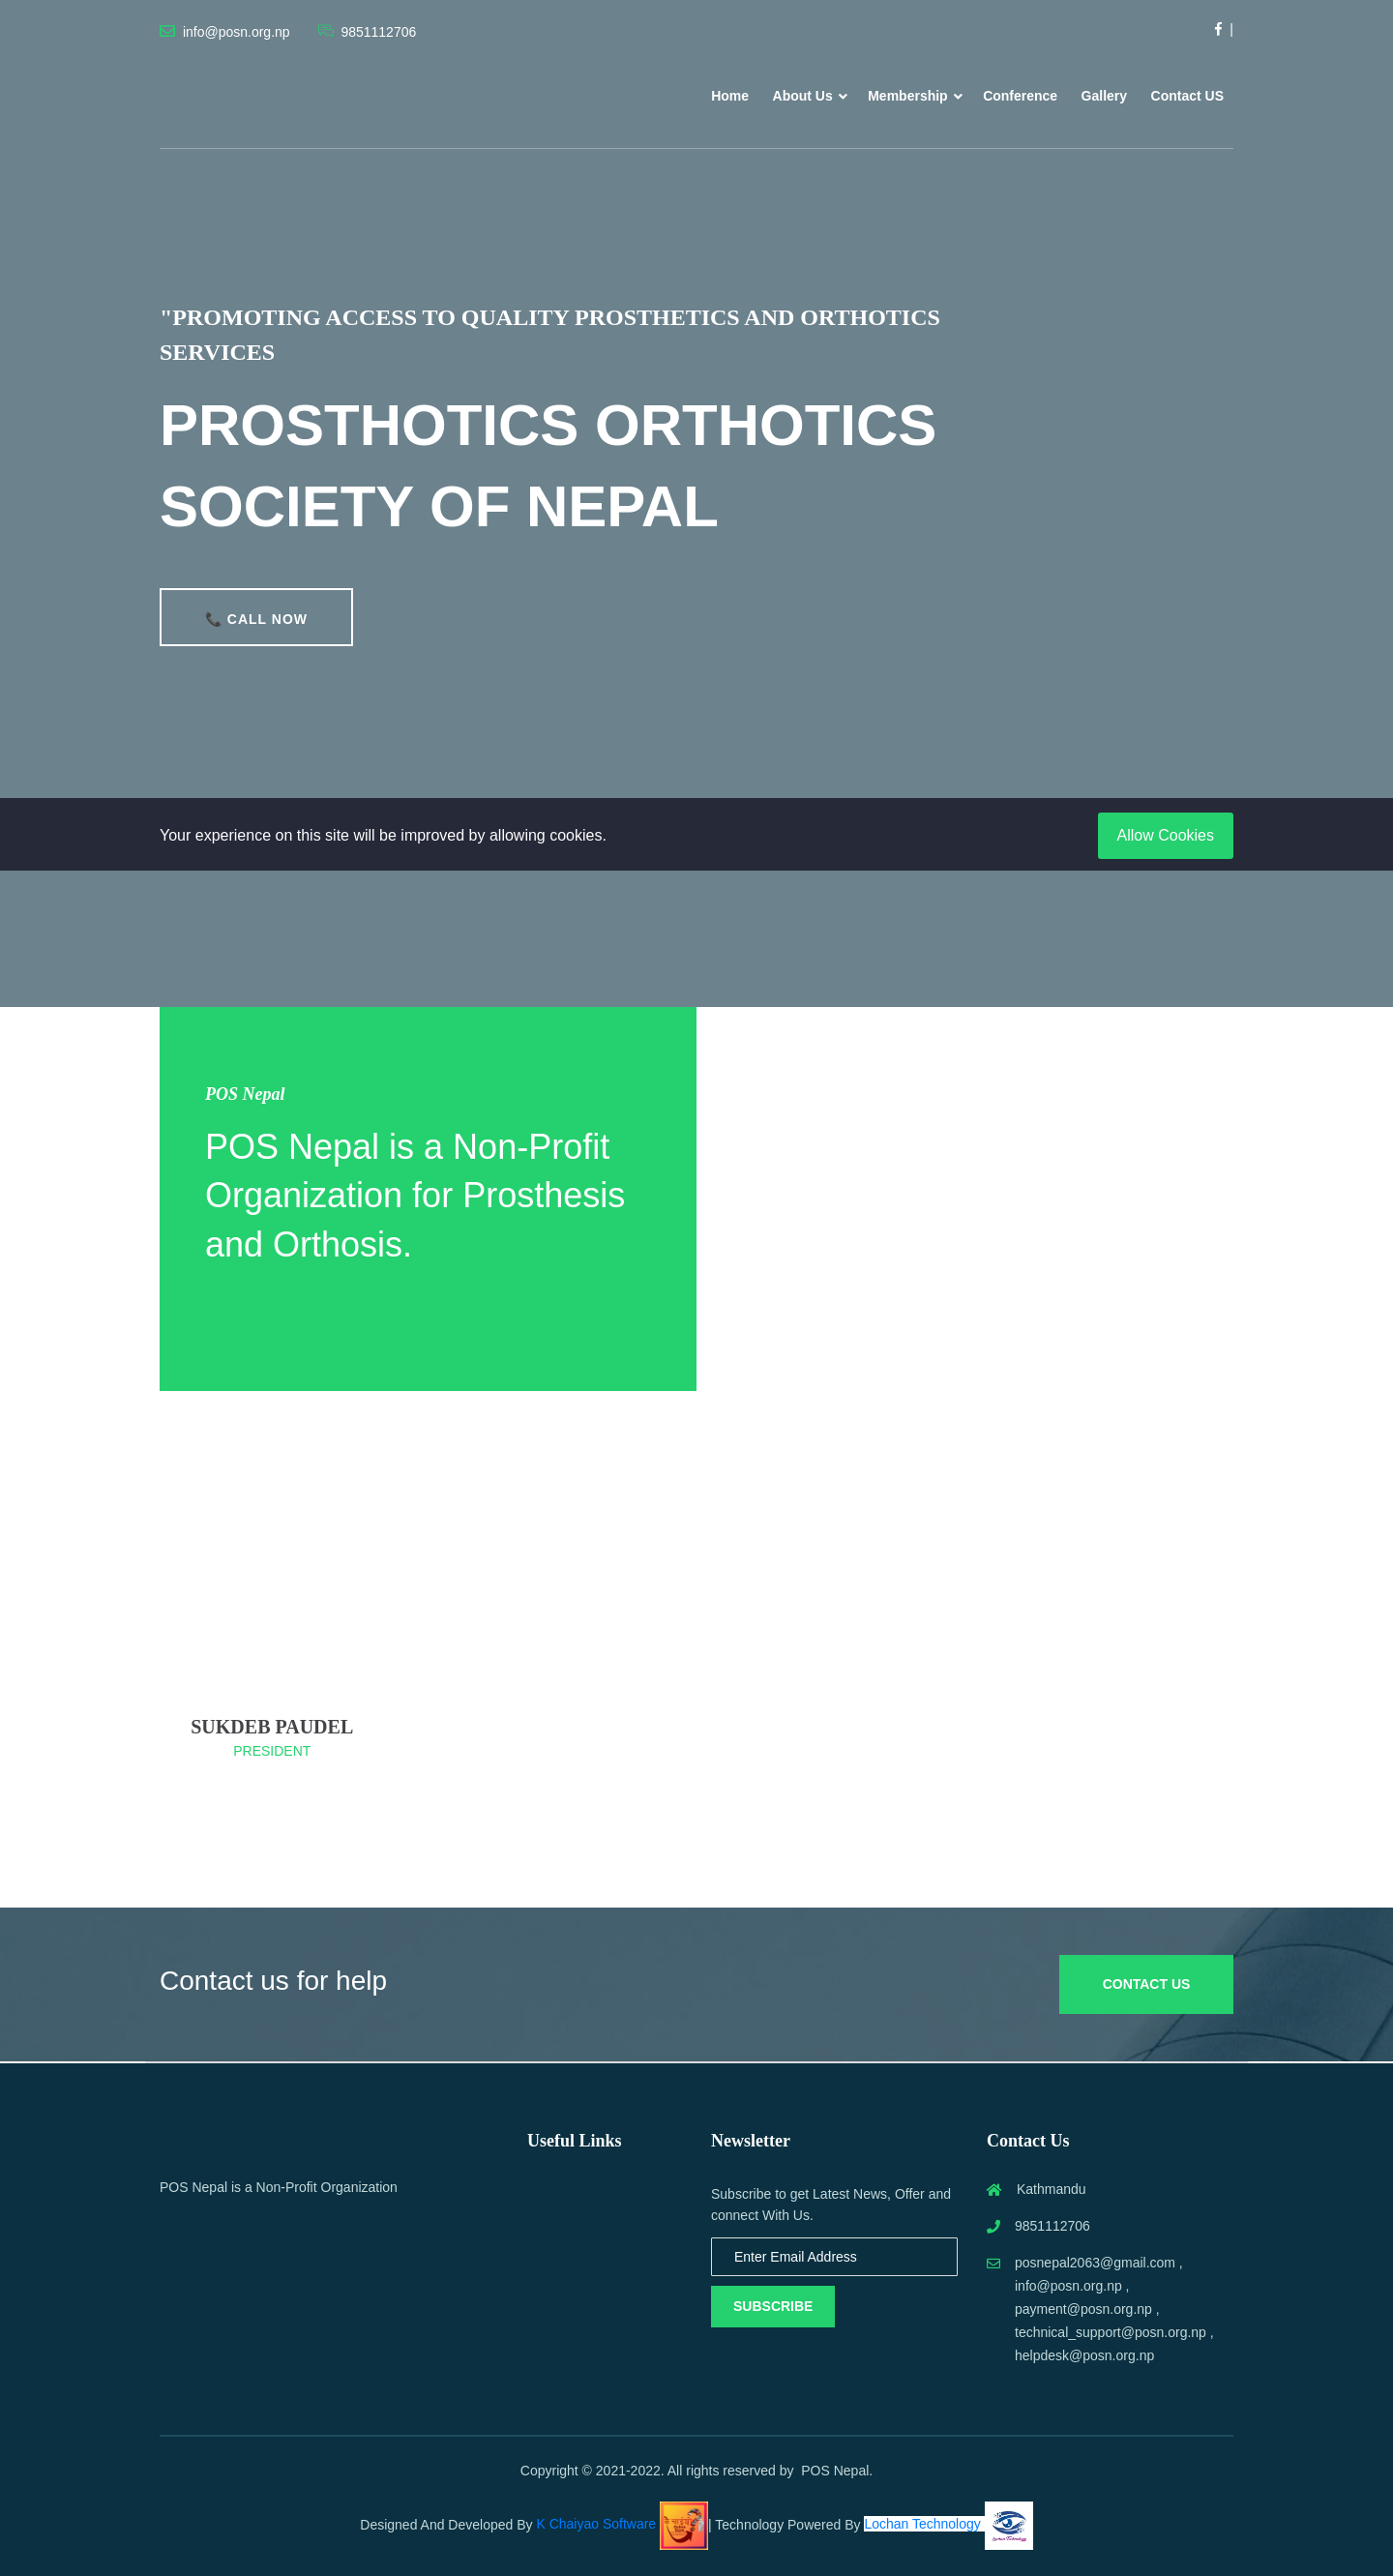 info@posn.org.np 9851112706 |
Home About Us Membership Conference Gallery Contact US
"PROMOTING ACCESS TO QUALITY PROSTHETICS AND ORTHOTICS
SERVICES
PROSTHOTICS ORTHOTICS
SOCIETY OF NEPAL
CALL NOW
Your experience on this site will be improved by allowing cookies.
Allow Cookies
POS Nepal
POS Nepal is a Non-Profit
Organization for Prosthesis
and Orthosis.
SUKDEB PAUDEL
PRESIDENT
Contact us for help
CONTACT US
POS Nepal is a Non-Profit Organization
Useful Links
Newsletter
Subscribe to get Latest News, Offer and
connect With Us.
Enter Email Address
SUBSCRIBE
Contact Us
Kathmandu
9851112706
posnepal2063@gmail.com ,
info@posn.org.np ,
payment@posn.org.np ,
technical_support@posn.org.np ,
helpdesk@posn.org.np
Copyright © 2021-2022. All rights reserved by  POS Nepal.
Designed And Developed By K Chaiyao Software | Technology Powered By Lochan Technology